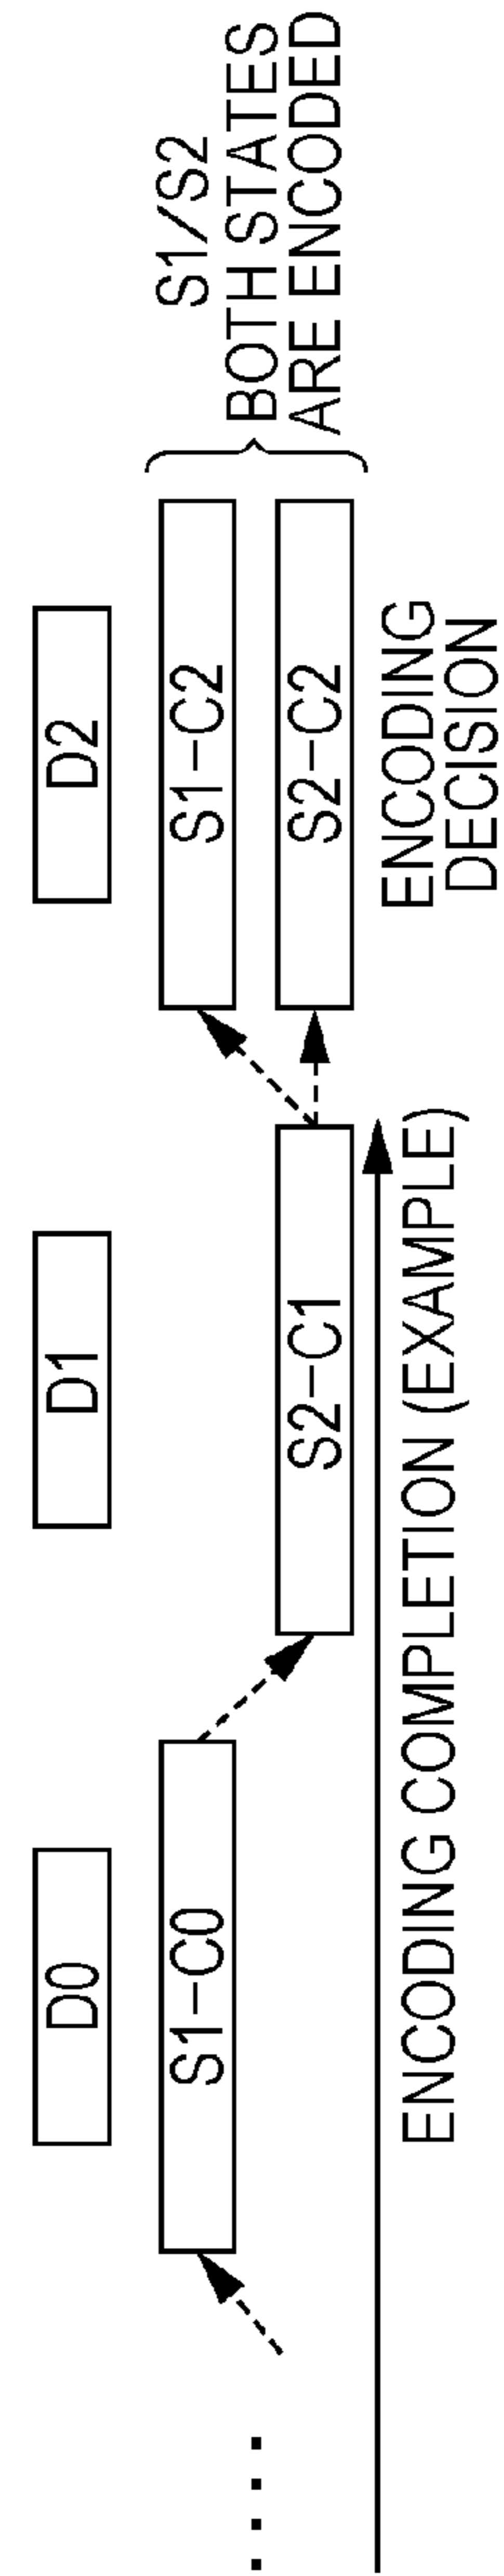 D0
D1
D2
S1-C0
S1-C2
S1/S2
BOTH STATES
ARE ENCODED
S2-C1
S2-C2
ENCODING COMPLETION (EXAMPLE)
ENCODING
DECISION